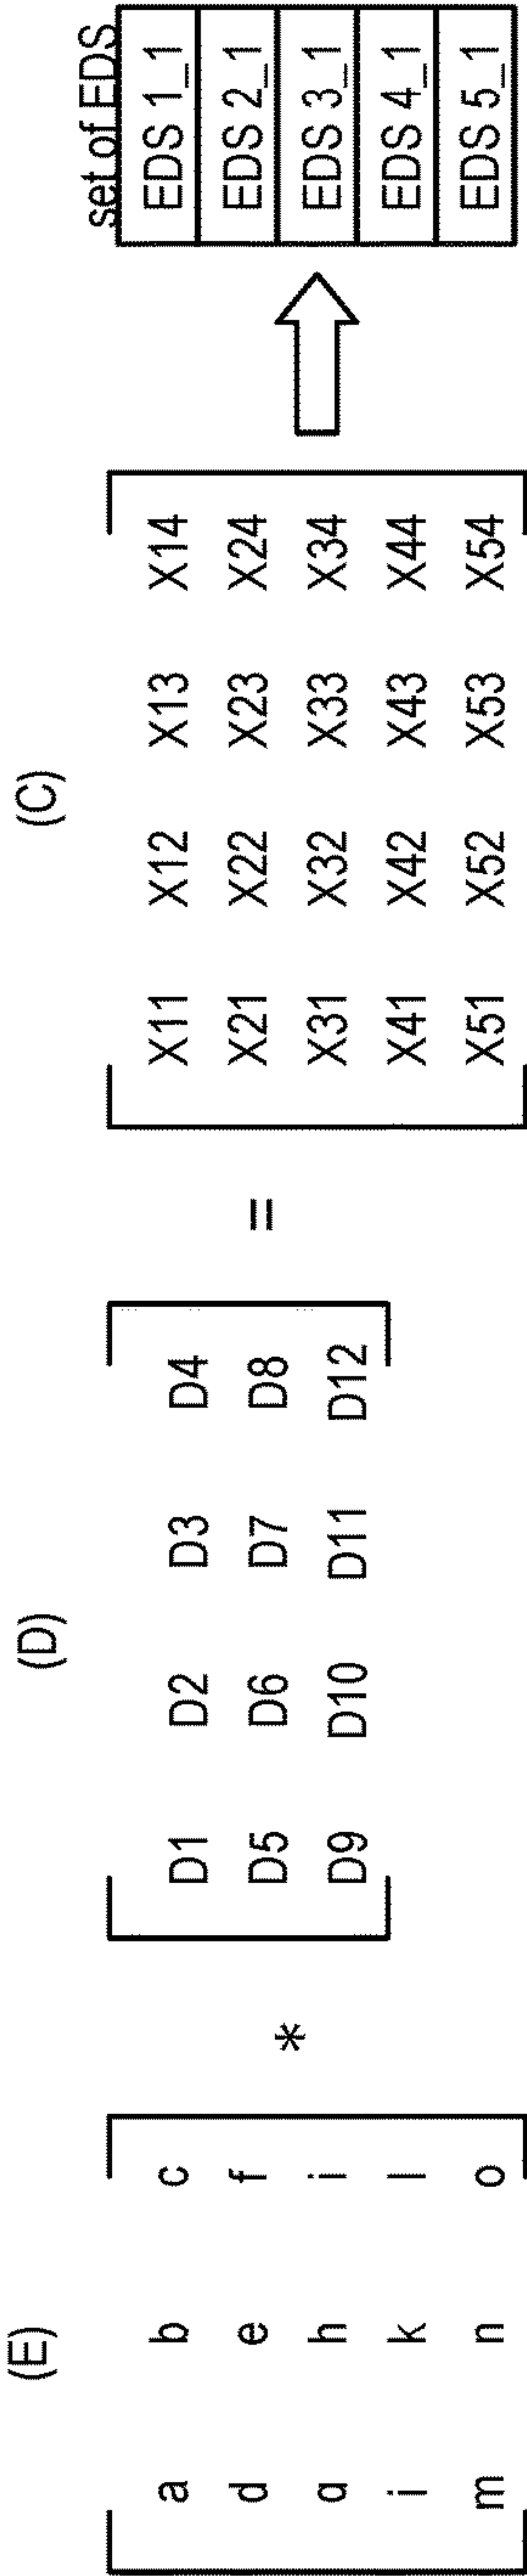 (E) (D) (C)
set of EDS
a b c D1 D2 D3 D4 X11 X12 X13 X14 EDS 1_1
d e f D5 D6 D7 D8 X21 X22 X23 X24 EDS 2_1
g h i * D9 D10 D11 D12 = X31 X32 X33 X34 EDS 3_1
j k l X41 X42 X43 X44 EDS 4_1
m n o X51 X52 X53 X54 EDS 5_1